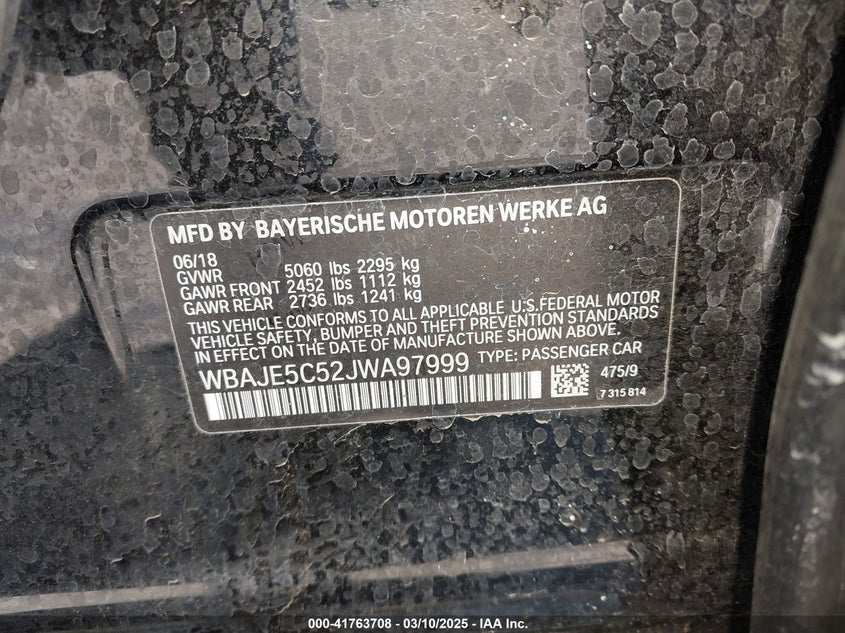 MFD BY BAYERISCHE MOTOREN WERKE AG
06/18
GVWR 5060 lbs 2295 kg
GAWR FRONT 2452 lbs 1112 kg
GAWR REAR 2736 lbs 1241 kg
THIS VEHICLE CONFORMS TO ALL APPLICABLE U.S.FEDERAL MOTOR
VEHICLE SAFETY, BUMPER AND THEFT PREVENTION STANDARDS
IN EFFECT ON THE DATE OF MANUFACTURE SHOWN ABOVE.
WBAJE5C52JWA97999 TYPE: PASSENGER CAR
475/9
7 315 814
000-41763708 - 03/10/2025 - IAA Inc.